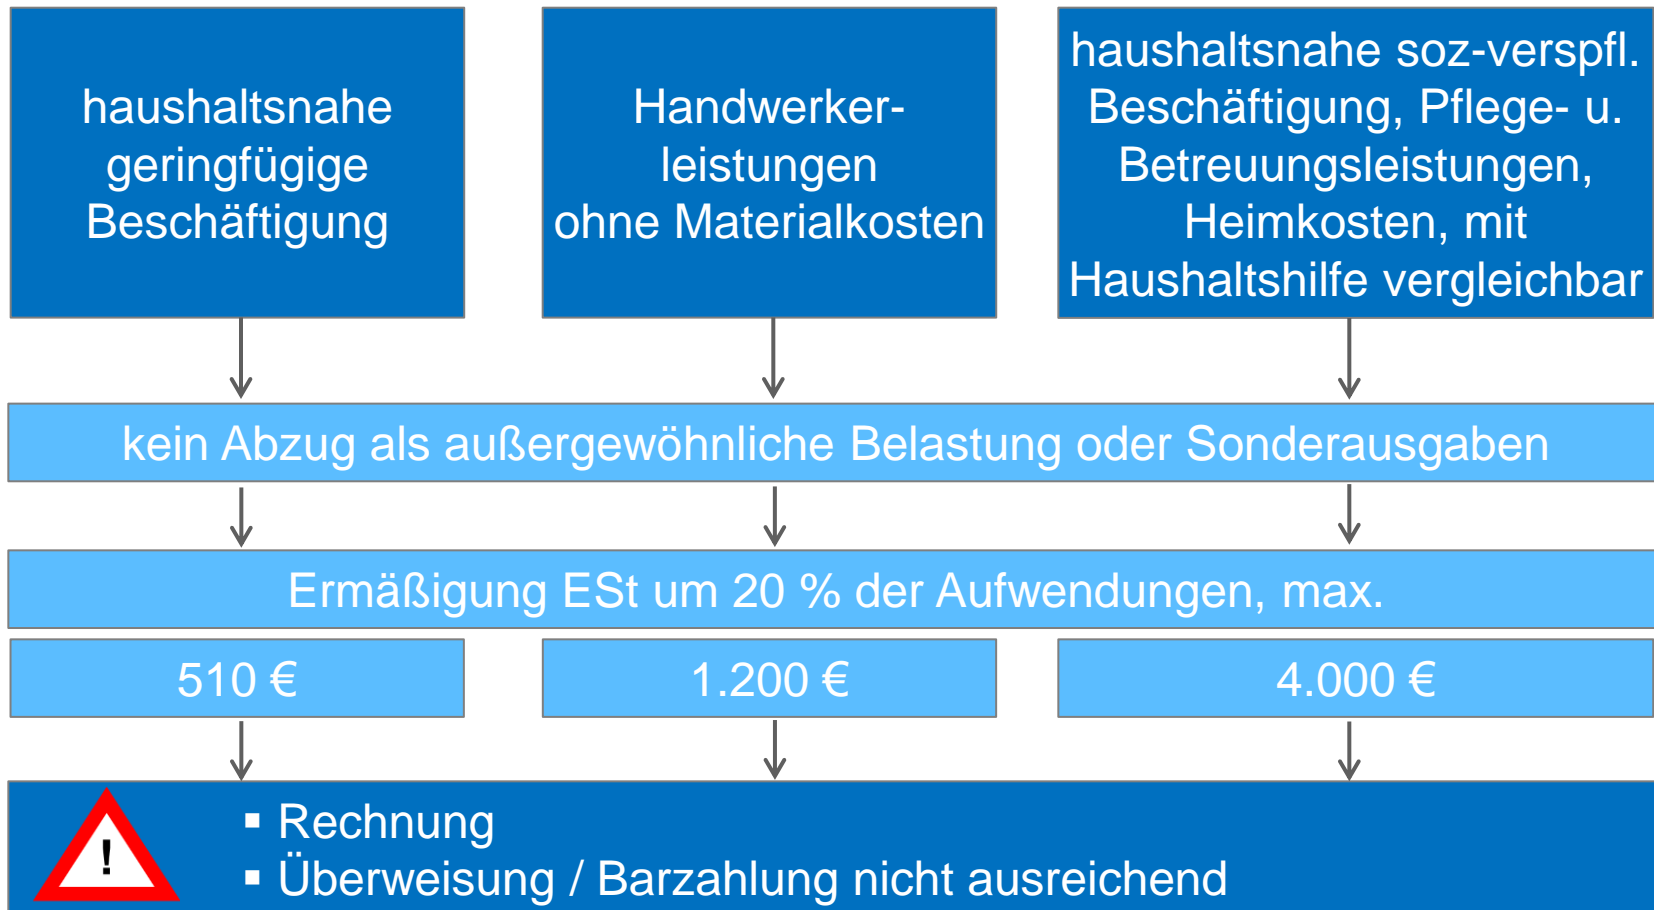 haushaltsnahe
geringfügige
Beschäftigung
Handwerker-
leistungen
ohne Materialkosten
haushaltsnahe soz-verspfl.
Beschäftigung, Pflege- u.
Betreuungsleistungen,
Heimkosten, mit
Haushaltshilfe vergleichbar
kein Abzug als außergewöhnliche Belastung oder Sonderausgaben
Ermäßigung ESt um 20 % der Aufwendungen, max.
510 €
1.200 €
4.000 €
!
▪ Rechnung
▪ Überweisung / Barzahlung nicht ausreichend